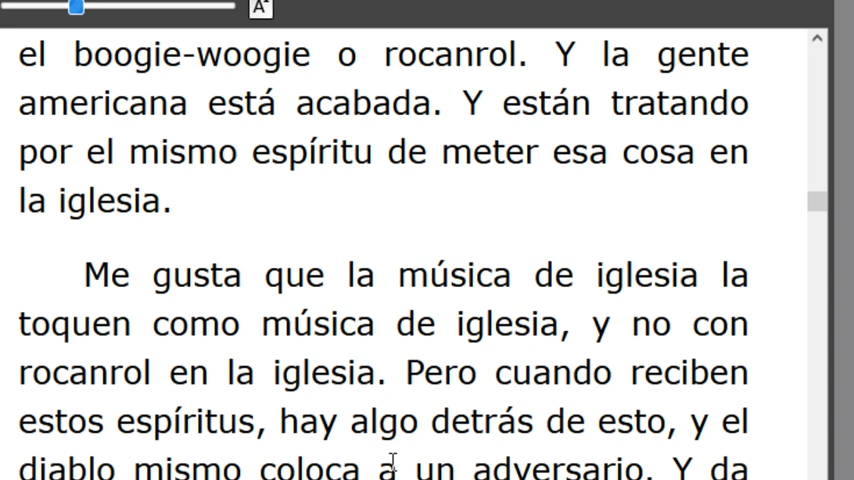 A
el boogie-woogie o rocanrol. Y la gente
americana está acabada. Y están tratando
por el mismo espíritu de meter esa cosa en
la iglesia.
Me gusta que la música de iglesia la
toquen como música de iglesia, y no con
rocanrol en la iglesia. Pero cuando reciben
estos espíritus, hay algo detrás de esto, y el
diablo mismo coloca a un adversario. Y da